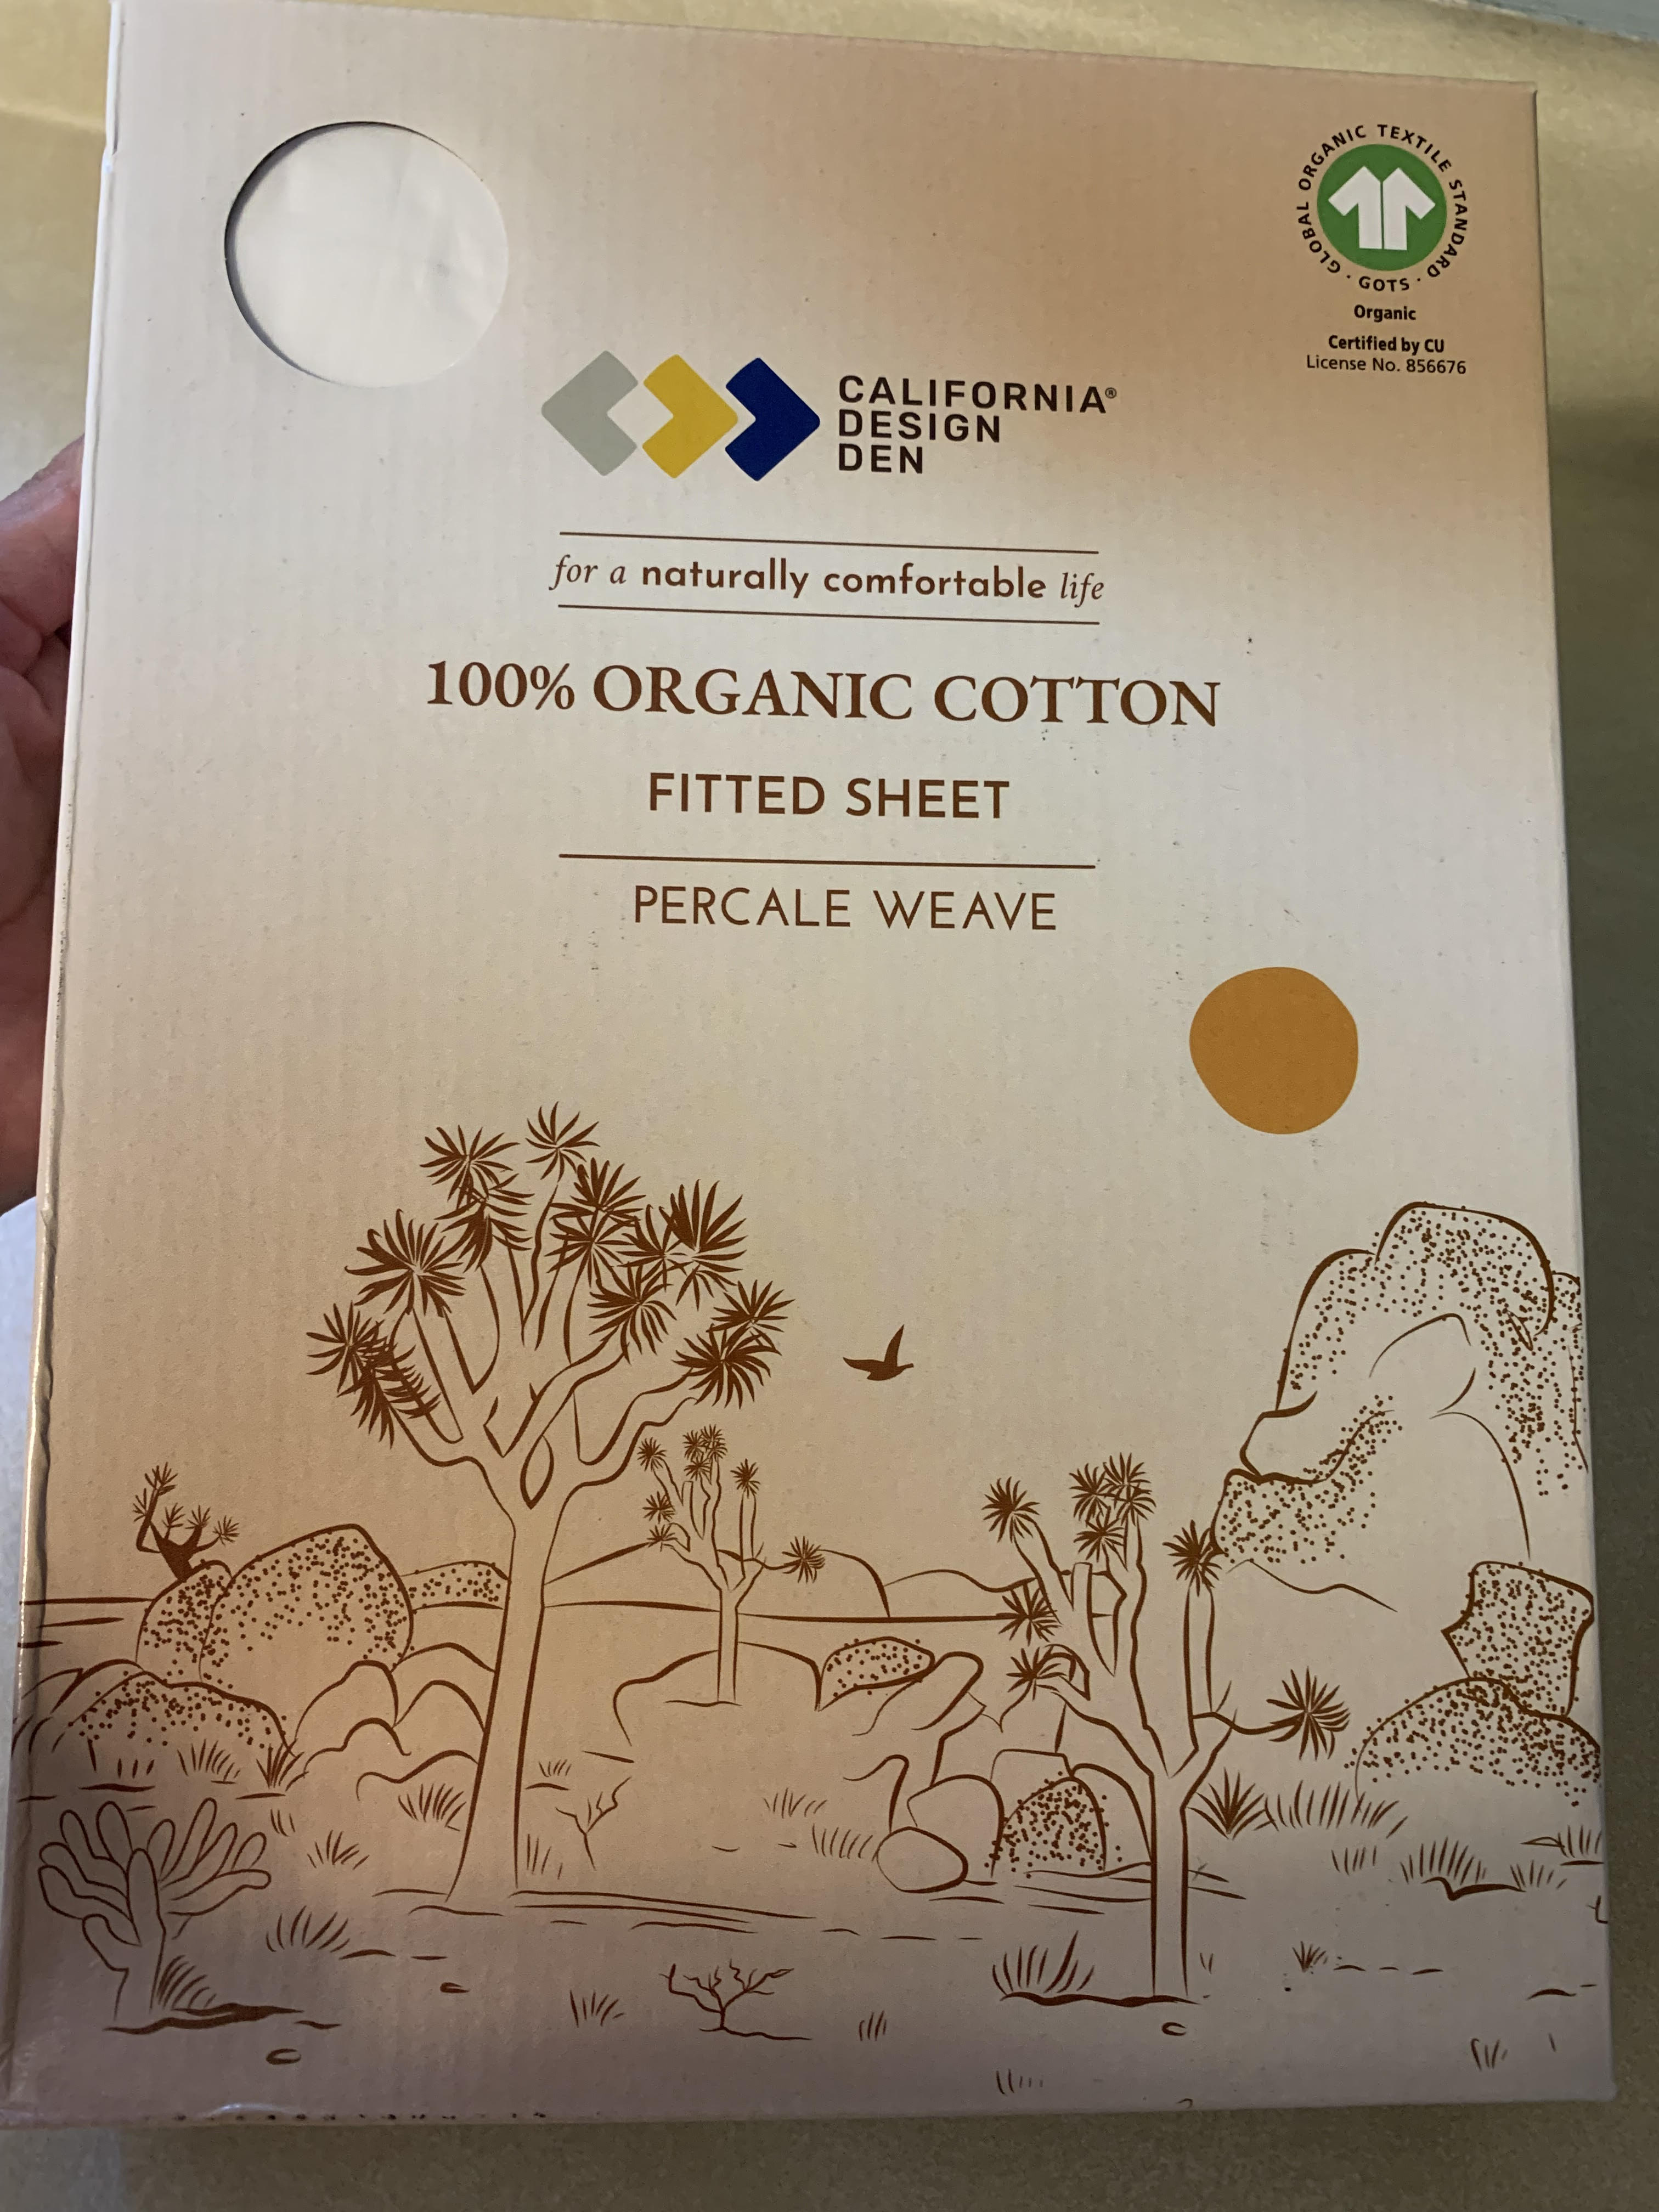 GLOBAL ORGANIC TEXTILE STANDARD · GOTS ·
Organic
Certified by CU
License No. 856676
CALIFORNIA®
DESIGN
DEN
for a naturally comfortable life
100% ORGANIC COTTON
FITTED SHEET
PERCALE WEAVE